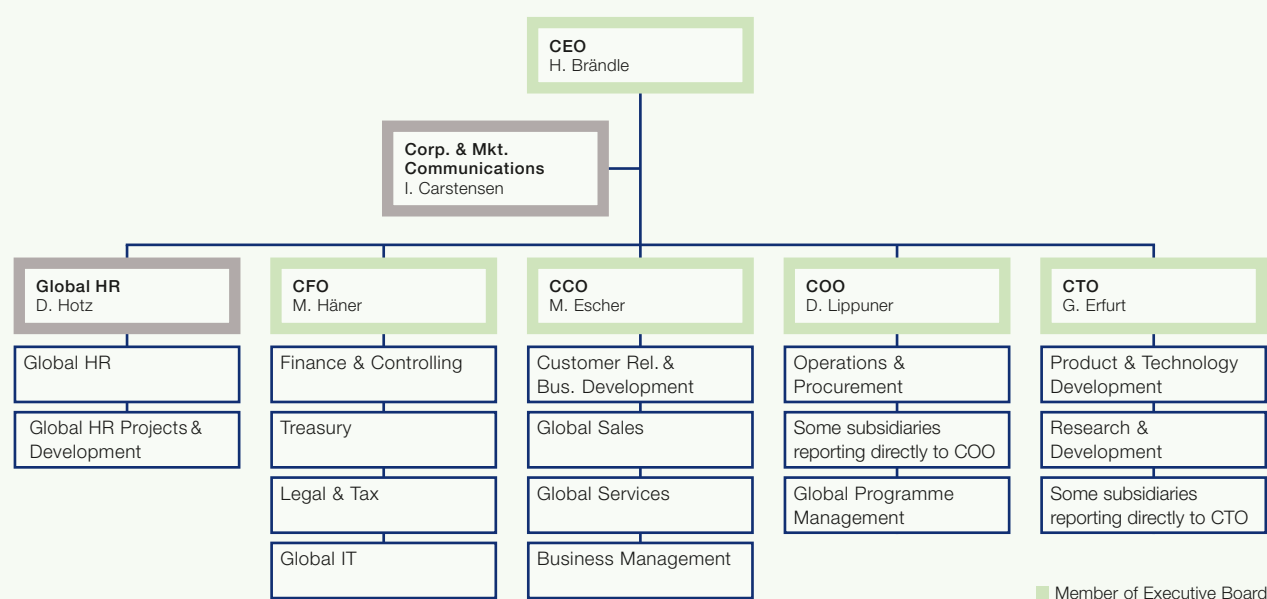 CEO
H. Brändle
Corp. & Mkt.
Communications
I. Carstensen
Global HR
D. Hotz
Global HR
Global HR Projects &
Development
CFO
M. Häner
Finance & Controlling
Treasury
Legal & Tax
Global IT
CCO
M. Escher
Customer Rel. &
Bus. Development
Global Sales
Global Services
Business Management
COO
D. Lippuner
Operations &
Procurement
Some subsidiaries
reporting directly to COO
Global Programme
Management
CTO
G. Erfurt
Product & Technology
Development
Research &
Development
Some subsidiaries
reporting directly to CTO
Member of Executive Board